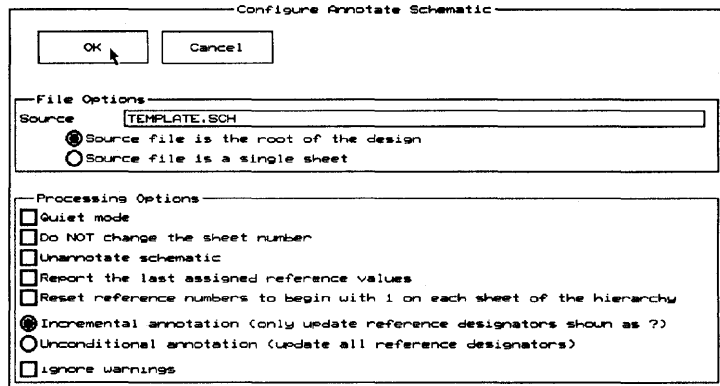 Configure Annotate Schematic
OK Cancel
File Options
Source TEMPLATE.SCH
Source file is the root of the design
Source file is a single sheet
Processing Options
Quiet mode
Do NOT change the sheet number
Unannotate schematic
Report the last assigned reference values
Reset reference numbers to begin with 1 on each sheet of the hierarchy
Incremental annotation (only update reference designators shown as ?)
Unconditional annotation (update all reference designators)
Ignore warnings